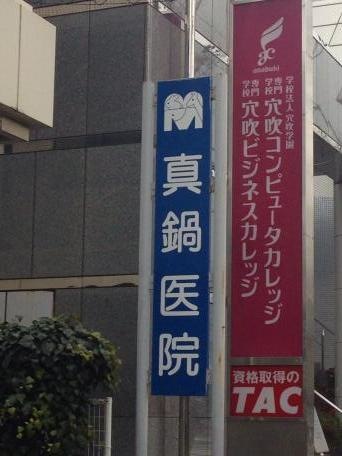 真鍋医院
anabuki
学校法人 穴吹学園
専門学校 穴吹コンピュータカレッジ
専門学校 穴吹ビジネスカレッジ
資格取得の
TAC